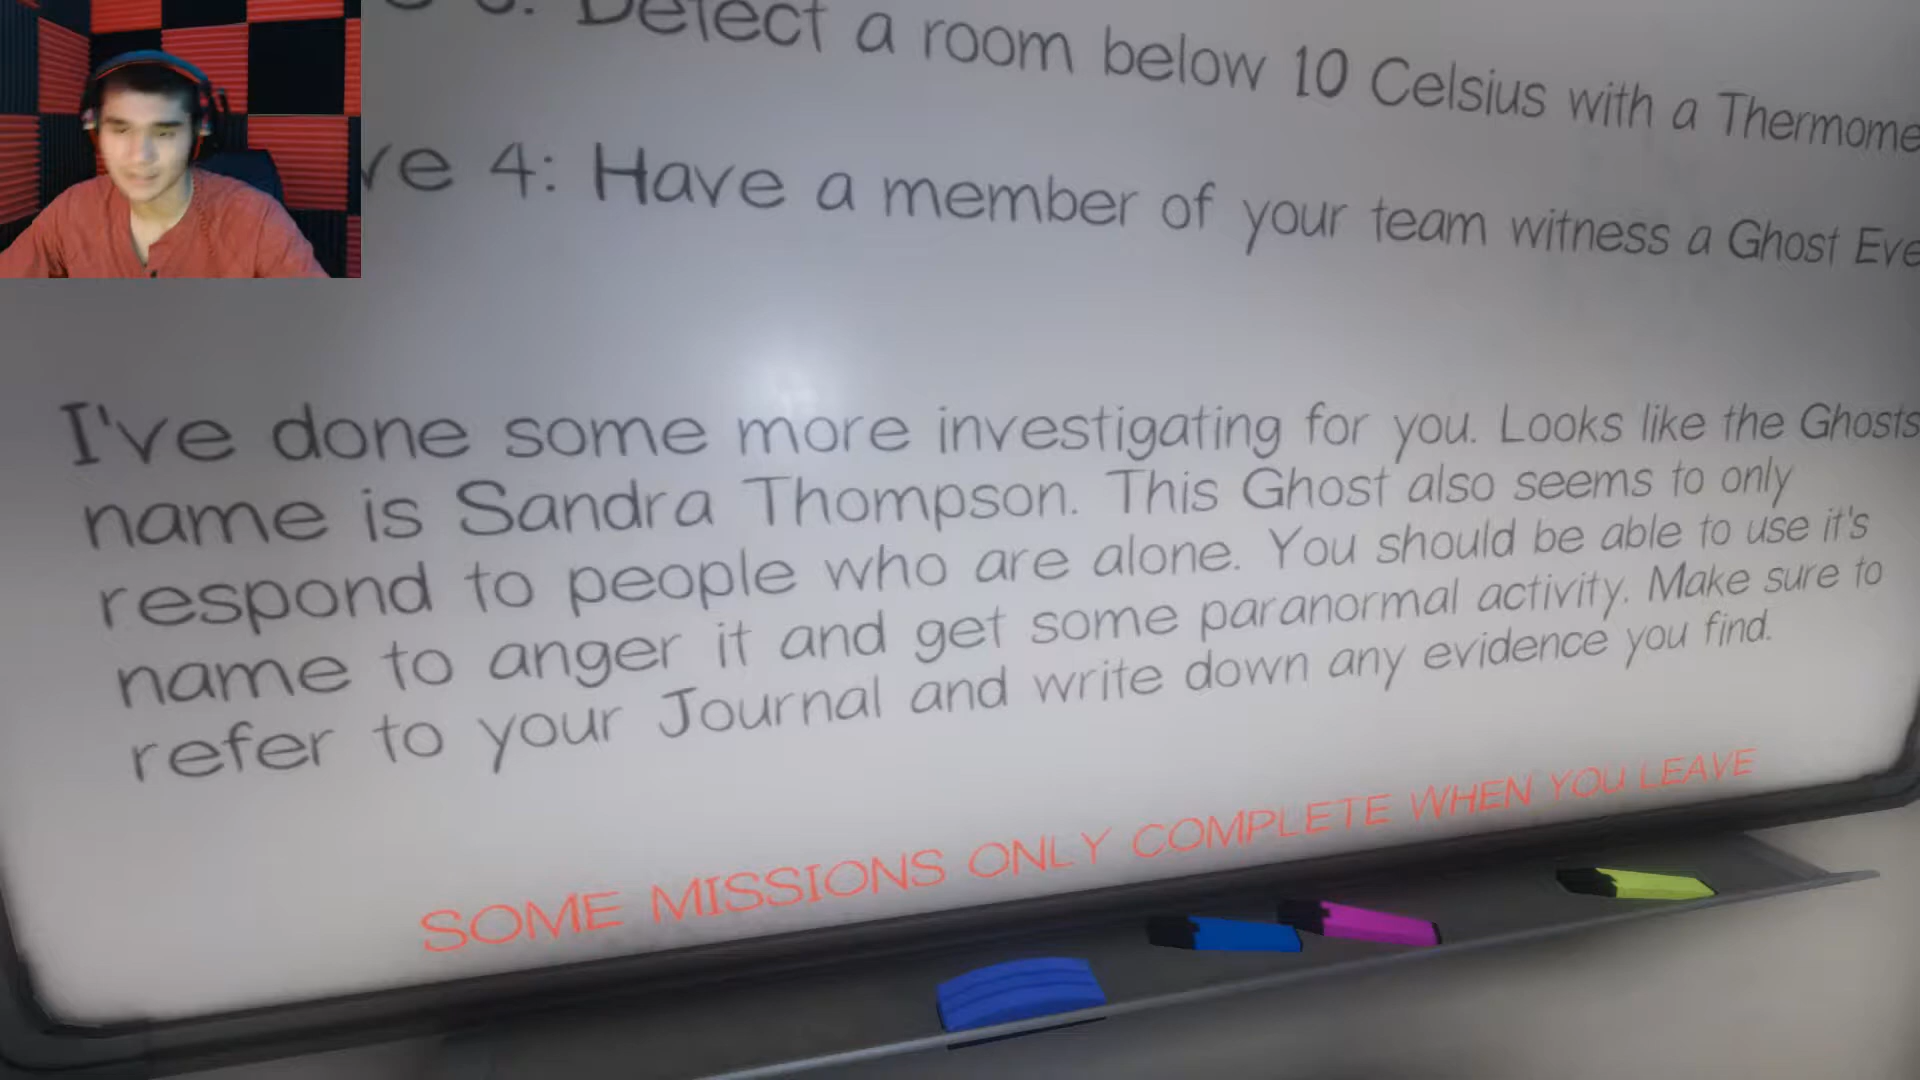 Detect a room below 10 Celsius with a
4: Have a member of your team witness a Ghost
I've done some more investigating for you. Looks like the Ghosts
name is Sandra Thompson. This Ghost also seems to only
respond to people who are alone. You should be able to use it's
name to anger it and get some paranormal activity. Make sure to
refer to your Journal and write down any evidence you find.
SOME MISSIONS ONLY COMPLETE WHEN YOU LEAVE